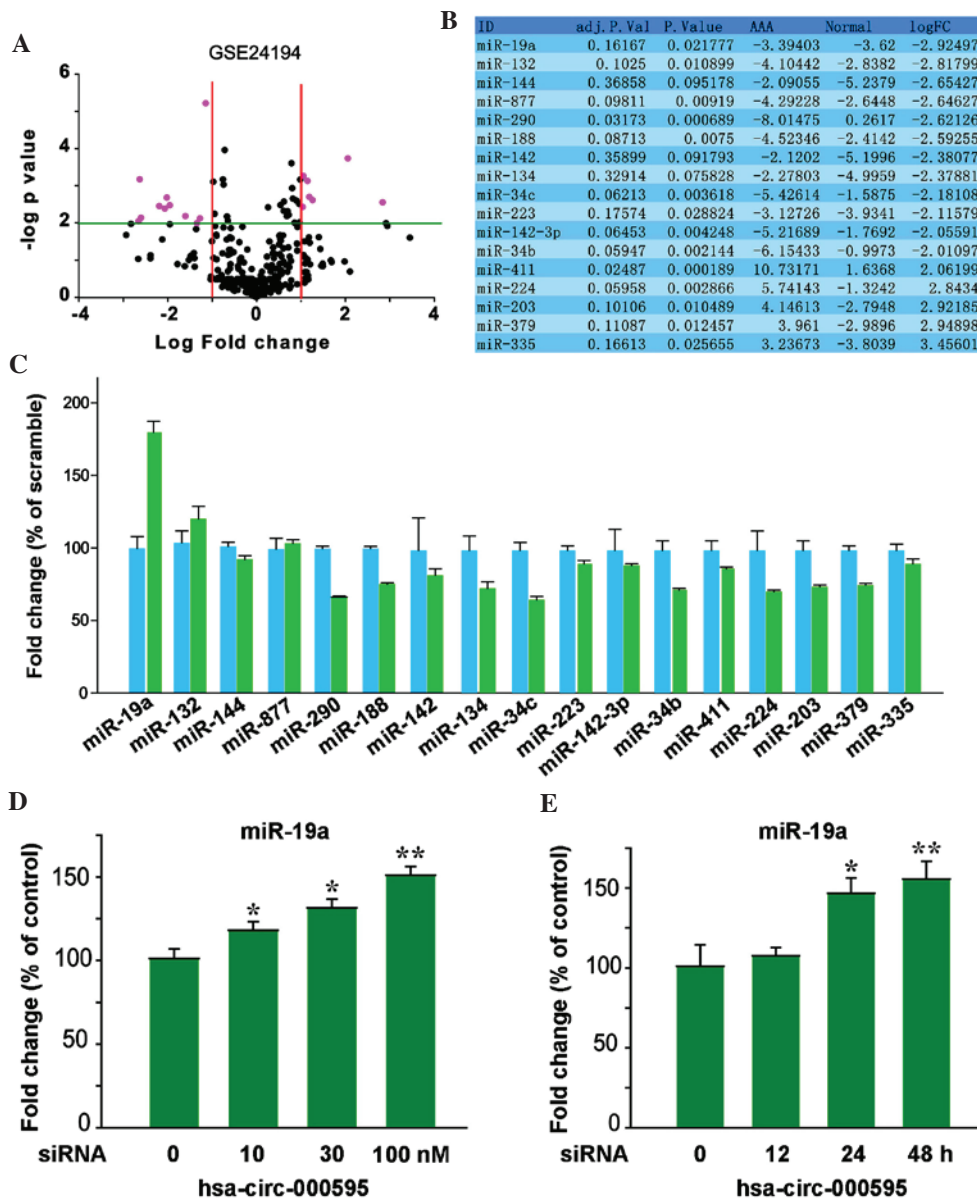 A
GSE24194
-log p value
6
4
2
0
-4
-2
0
2
4
Log Fold change
B
ID adj.P.Val P.Value AAA Normal logFC
miR-19a 0.16167 0.021777 -3.39403 -3.62 -2.92497
miR-132 0.1025 0.010899 -4.10442 -2.8382 -2.81799
miR-144 0.36858 0.095178 -2.09055 -5.2379 -2.65427
miR-877 0.09811 0.00919 -4.29228 -2.6448 -2.64627
miR-290 0.03173 0.000689 -8.01475 0.2617 -2.62126
miR-188 0.08713 0.0075 -4.52346 -2.4142 -2.59255
miR-142 0.35899 0.091793 -2.1202 -5.1996 -2.38077
miR-134 0.32914 0.075828 -2.27803 -4.9959 -2.37881
miR-34c 0.06213 0.003618 -5.42614 -1.5875 -2.18108
miR-223 0.17574 0.028824 -3.12726 -3.9341 -2.11579
miR-142-3p 0.06453 0.004248 -5.21689 -1.7692 -2.05591
miR-34b 0.05947 0.002144 -6.15433 -0.9973 -2.01097
miR-411 0.02487 0.000189 10.73171 1.6368 2.06199
miR-224 0.05958 0.002866 5.74143 -1.3242 2.8434
miR-203 0.10106 0.010489 4.14613 -2.7948 2.92185
miR-379 0.11087 0.012457 3.961 -2.9896 2.94898
miR-335 0.16613 0.025655 3.23673 -3.8039 3.45601
C
Fold change (% of scramble)
200
150
100
50
0
miR-19a
miR-132
miR-144
miR-877
miR-290
miR-188
miR-142
miR-134
miR-34c
miR-223
miR-142-3p
miR-34b
miR-411
miR-224
miR-203
miR-379
miR-335
D
miR-19a
Fold change (% of control)
150
100
50
0
*
*
**
siRNA 0 10 30 100 nM
hsa-circ-000595
E
miR-19a
Fold change (% of control)
150
100
50
0
*
**
siRNA 0 12 24 48 h
hsa-circ-000595